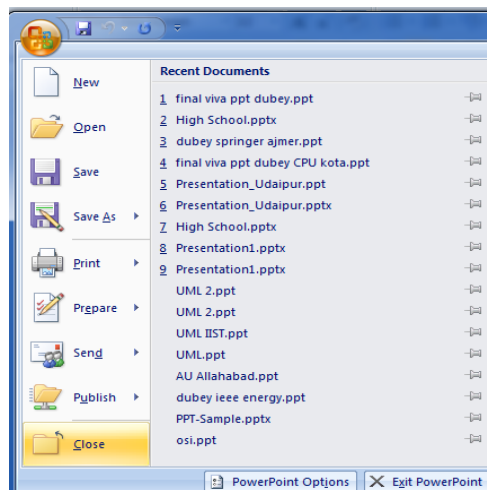 New
Open
Save
Save As
Print
Prepare
Send
Publish
Close
Recent Documents
1 final viva ppt dubey.ppt
2 High School.pptx
3 dubey springer ajmer.ppt
4 final viva ppt dubey CPU kota.ppt
5 Presentation_Udaipur.ppt
6 Presentation_Udaipur.pptx
7 High School.pptx
8 Presentation1.pptx
9 Presentation1.pptx
UML 2.ppt
UML 2.ppt
UML IIST.ppt
UML.ppt
AU Allahabad.ppt
dubey ieee energy.ppt
PPT-Sample.pptx
osi.ppt
PowerPoint Options
Exit PowerPoint